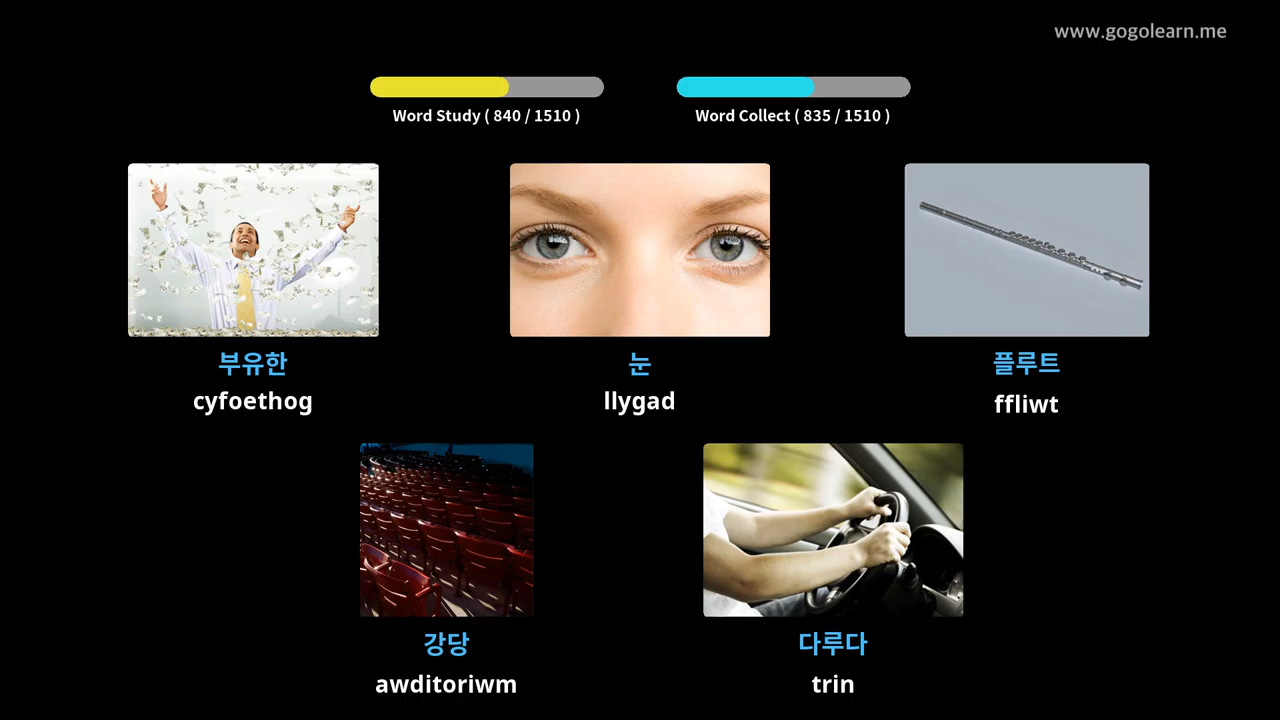 www.gogolearn.me
Word Study ( 840 / 1510 )
Word Collect ( 835 / 1510 )
부유한
cyfoethog
눈
llygad
플루트
ffliwt
강당
awditoriwm
다루다
trin